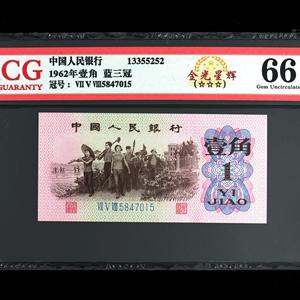 CG
GUARANTY
中国人民银行 13355252
1962年壹角 蓝三冠
冠号： VII V VIII5847015
金光星辉
(☆☆☆)
66
Gem Uncirculated
中国人民银行
壹角
1
YI
JIAO
VII V VIII 5847015